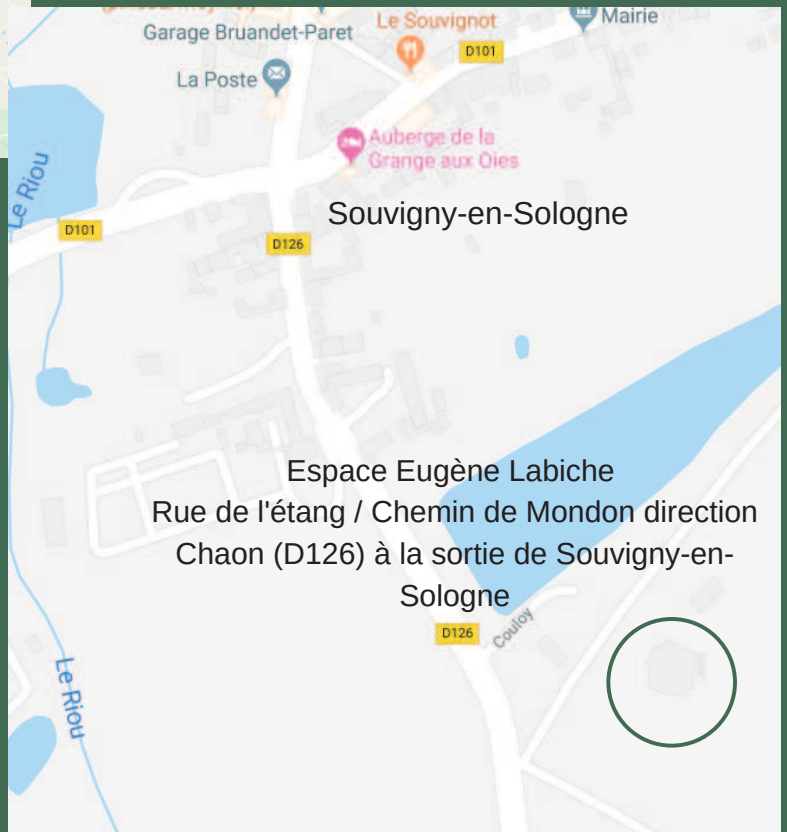 Le Souvignot
Mairie
Garage Bruandet-Paret
D101
La Poste
Auberge de la
Grange aux Oies
Le Riou
Souvigny-en-Sologne
D101
D126
Espace Eugène Labiche
Rue de l'étang / Chemin de Mondon direction
Chaon (D126) à la sortie de Souvigny-en-
Sologne
D126
Couloy
Le Riou